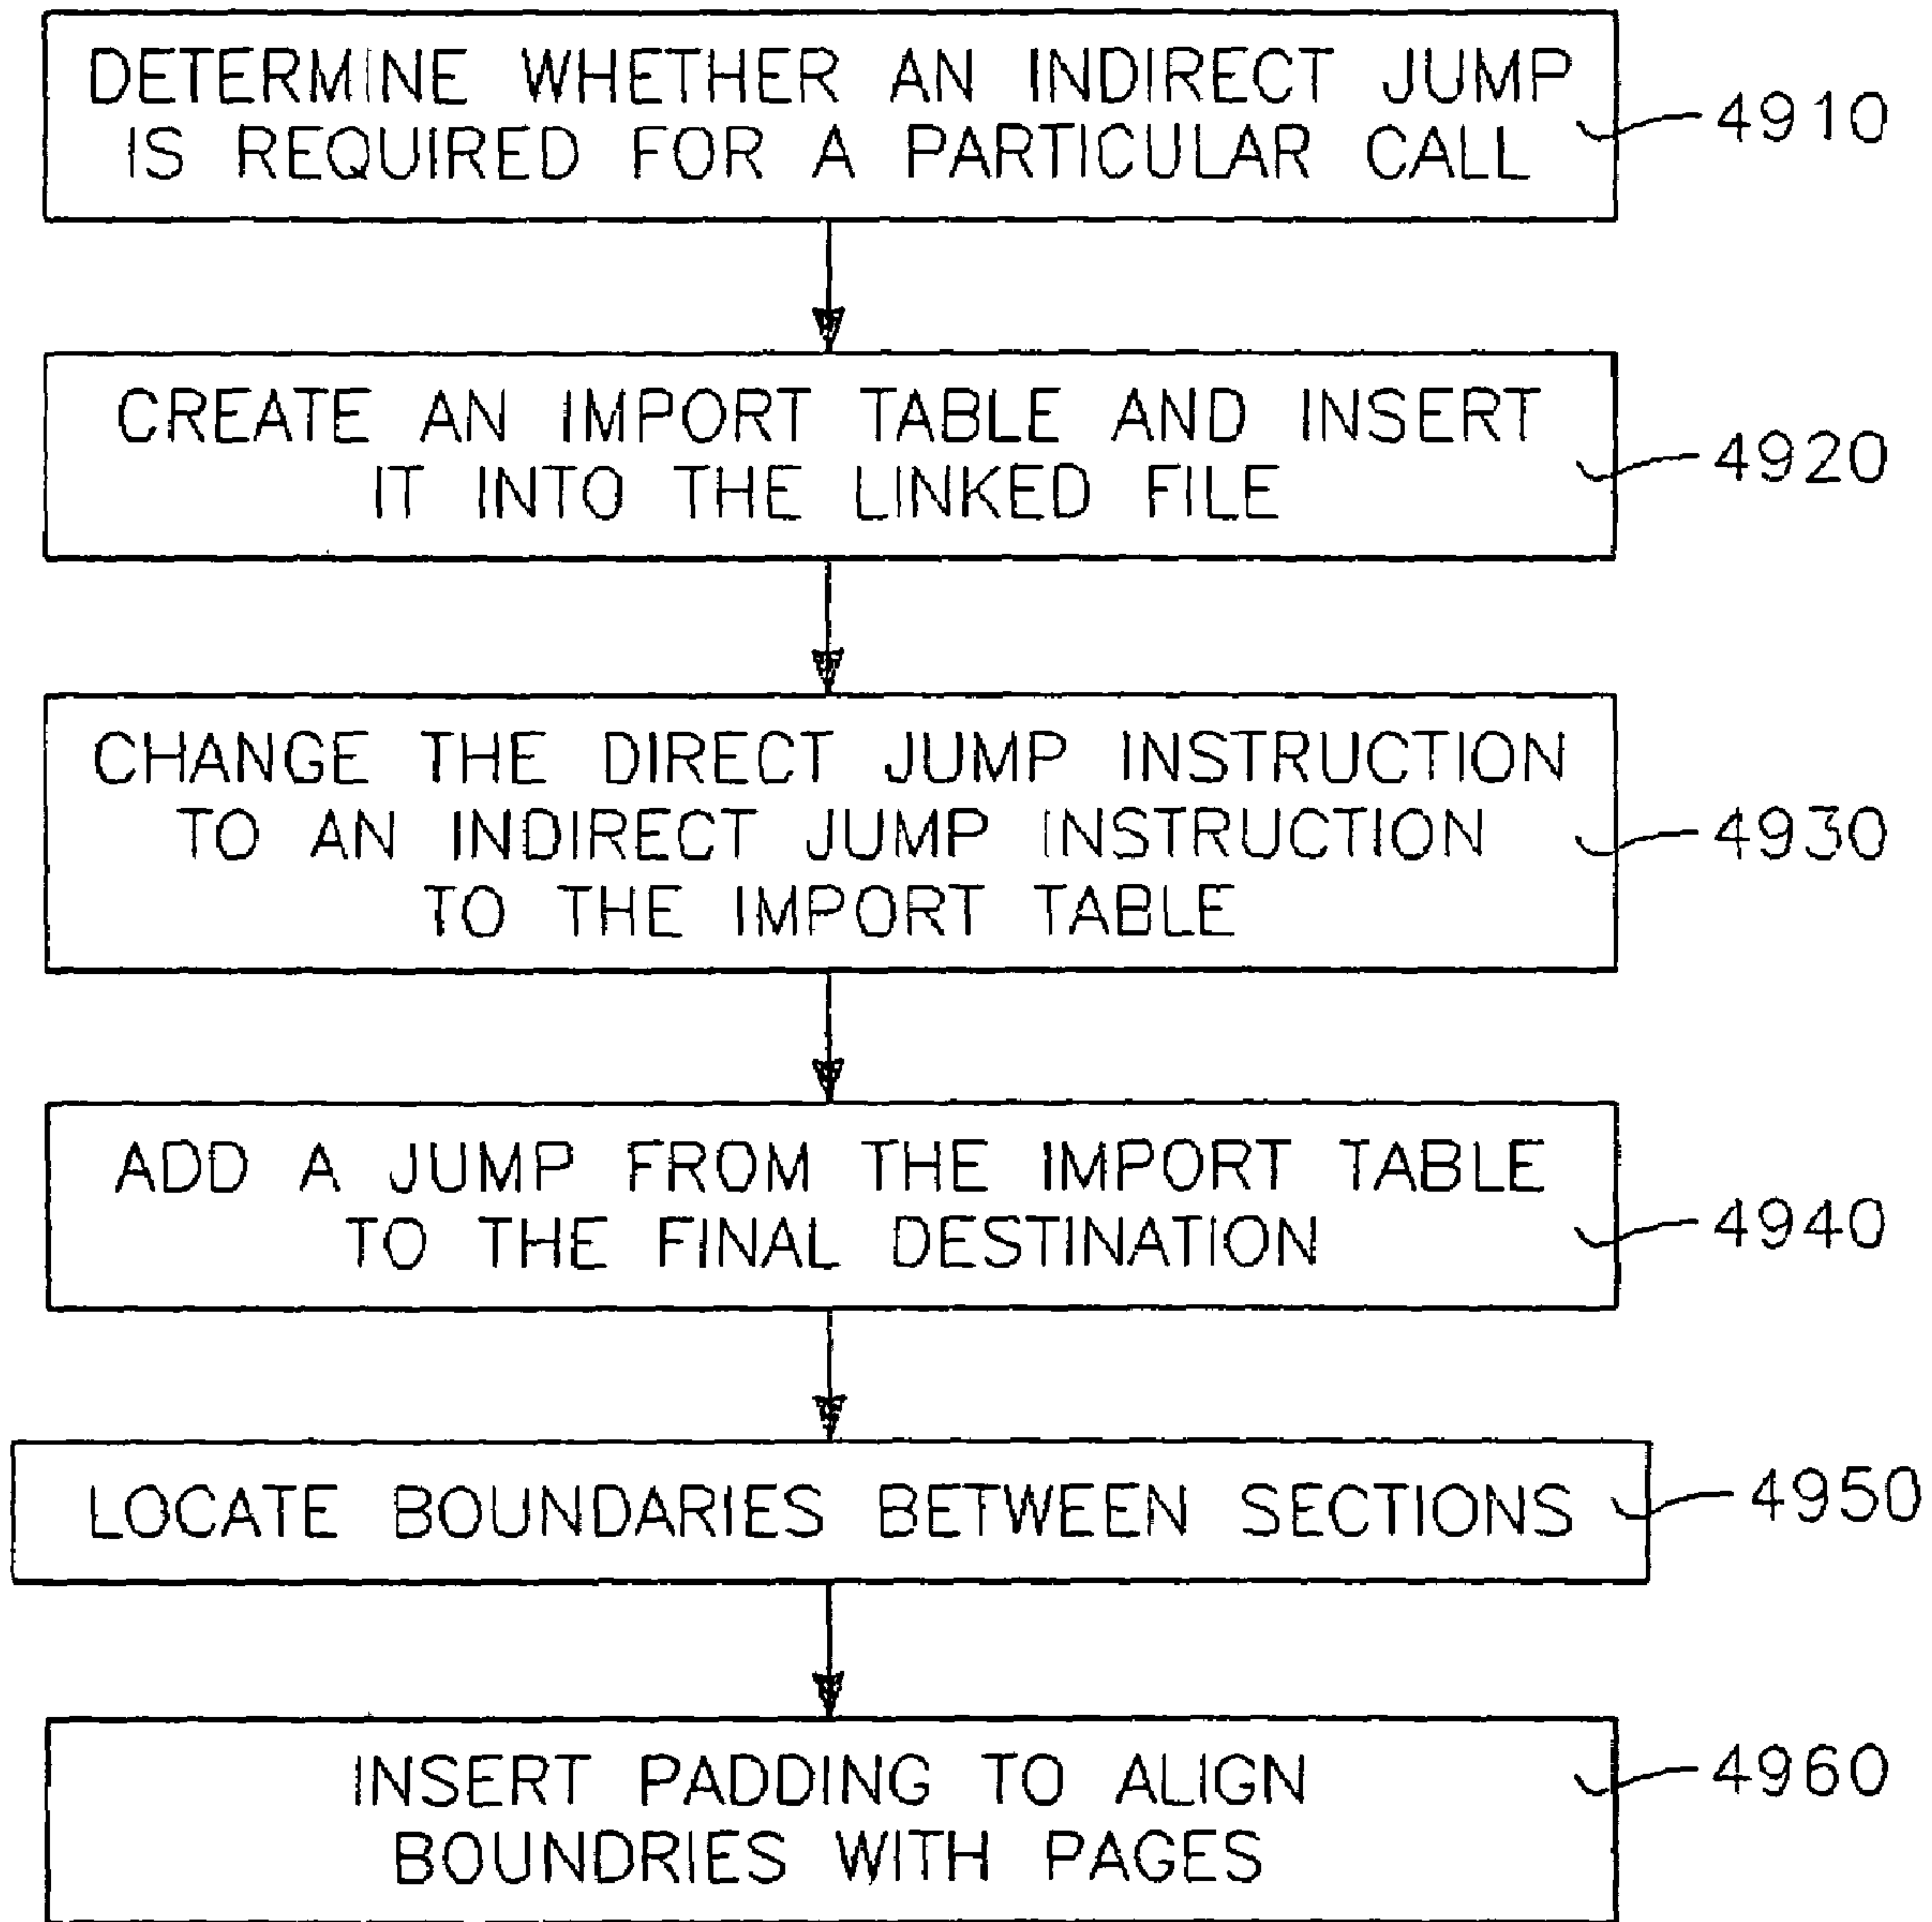 DETERMINE WHETHER AN INDIRECT JUMP
IS REQUIRED FOR A PARTICULAR CALL
4910
CREATE AN IMPORT TABLE AND INSERT
IT INTO THE LINKED FILE
4920
CHANGE THE DIRECT JUMP INSTRUCTION
TO AN INDIRECT JUMP INSTRUCTION
TO THE IMPORT TABLE
4930
ADD A JUMP FROM THE IMPORT TABLE
TO THE FINAL DESTINATION
4940
LOCATE BOUNDARIES BETWEEN SECTIONS
4950
INSERT PADDING TO ALIGN
BOUNDRIES WITH PAGES
4960